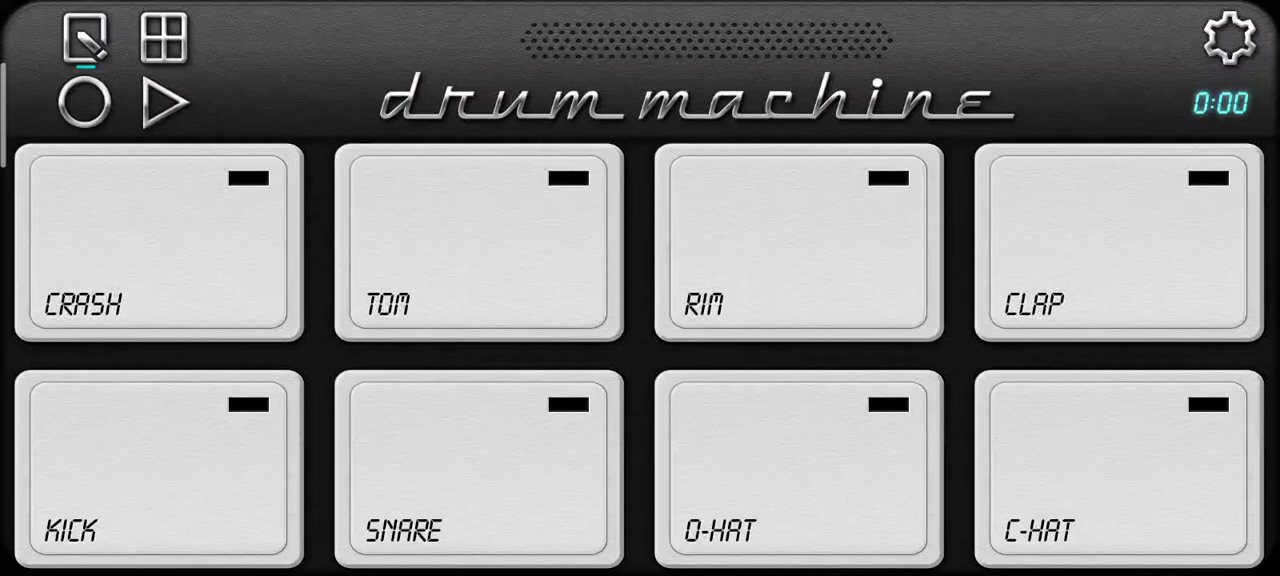 drum machine
0:00
CRASH
TOM
RIM
CLAP
KICK
SNARE
O-HAT
C-HAT